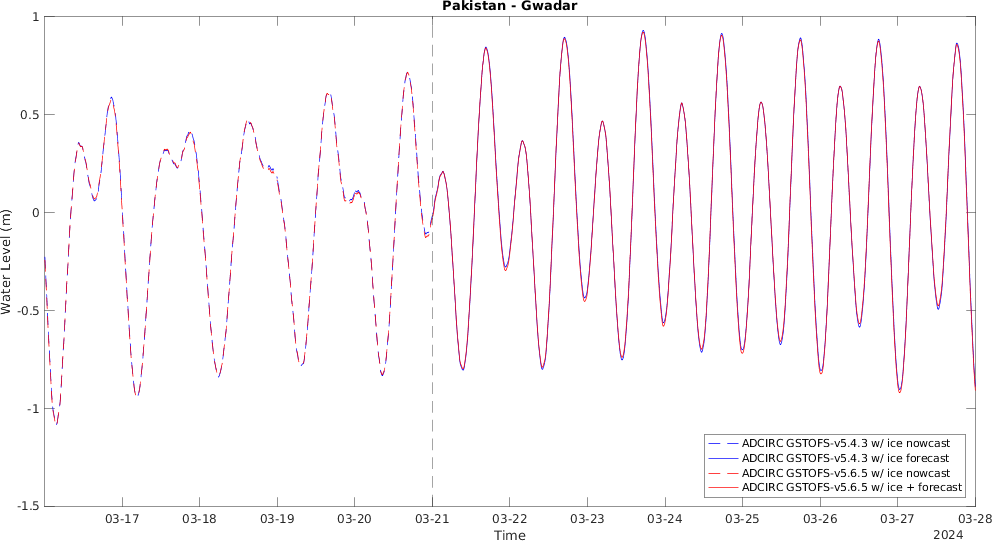 Pakistan - Gwadar
Water Level (m)
1
0.5
0
-0.5
-1
-1.5
ADCIRC GSTOFS-v5.4.3 w/ ice nowcast
ADCIRC GSTOFS-v5.4.3 w/ ice forecast
ADCIRC GSTOFS-v5.6.5 w/ ice nowcast
ADCIRC GSTOFS-v5.6.5 w/ ice + forecast
03-17 03-18 03-19 03-20 03-21 03-22 03-23 03-24 03-25 03-26 03-27 03-28
Time
2024